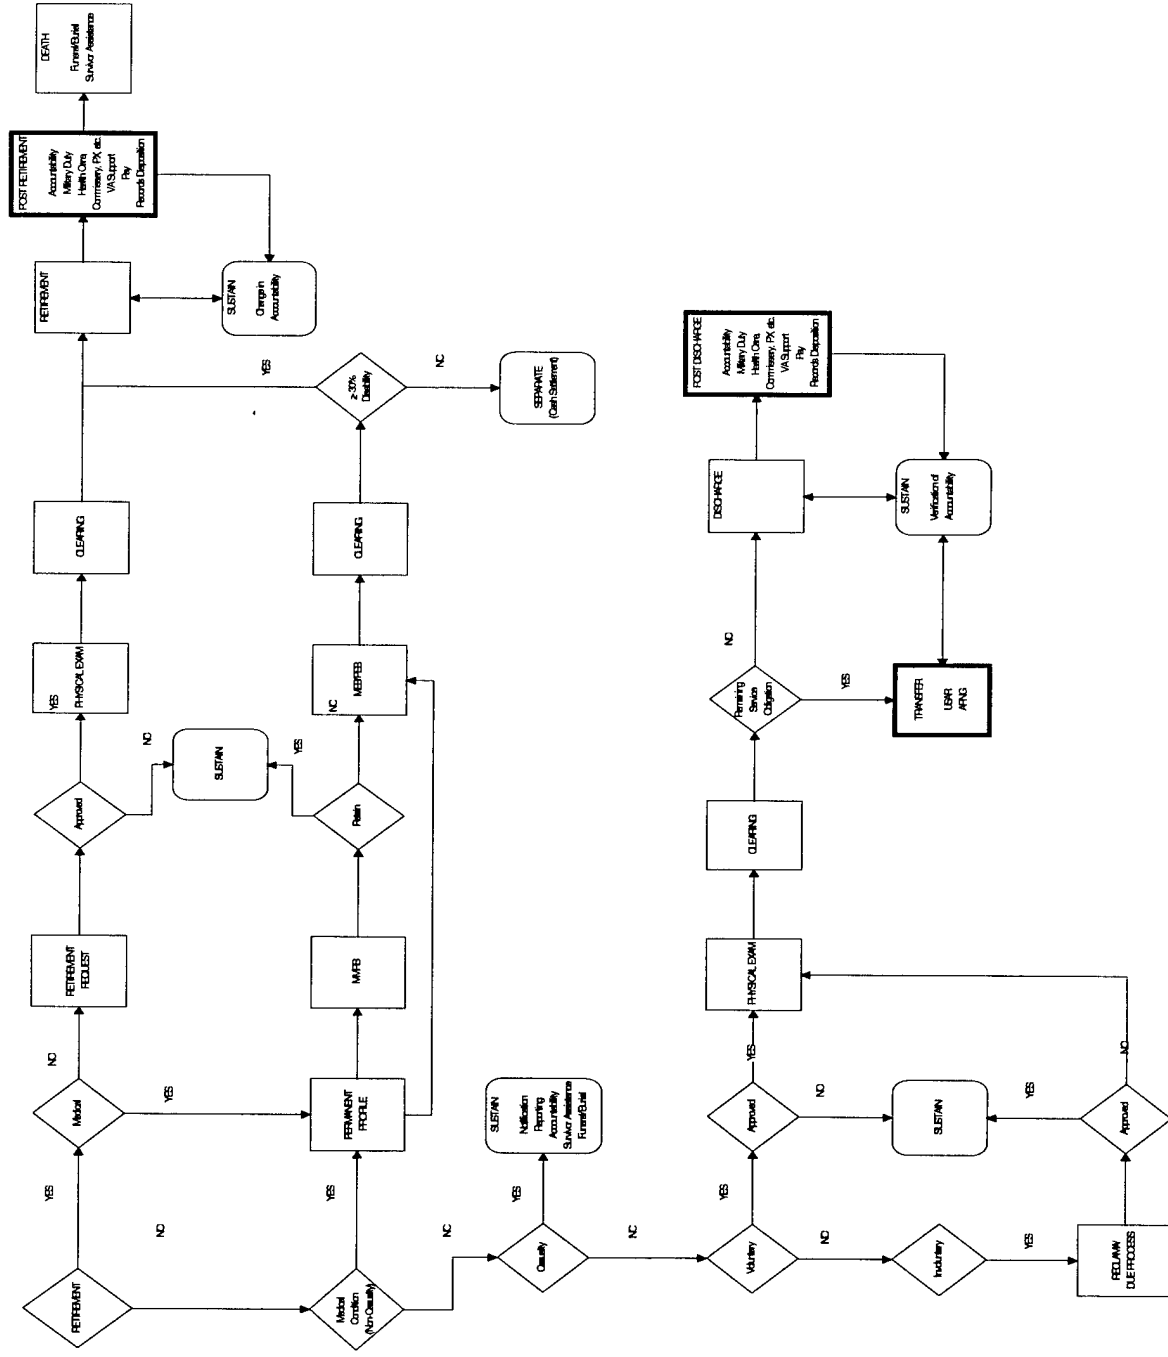 RETIREMENT
YES
Medical
NO
RETIREMENT
REQUEST
Approved
YES
PHYSICAL EXAM
CLEARING
RETIREMENT
POST RETIREMENT
Accountability
Military Duty
Health Care,
Commissary, PX, etc.
VA Support
Pay
Records Disposition
DEATH
Funeral/Burial
Survivor Assistance
NO
YES
NO
SUSTAIN
YES
YES
SUSTAIN
Change in
Accountability
Medical
Condition
(Non-Casualty)
YES
PERMANENT
PROFILE
MMRB
Retain
NO
MEB/PEB
CLEARING
≥ 30%
Disability
NO
SEPARATE
(Cash Settlement)
NO
Casualty
YES
SUSTAIN
Notification
Reporting
Accountability
Survivor Assistance
Funeral/Burial
NO
Voluntary
YES
Approved
YES
PHYSICAL EXAM
CLEARING
Remaining
Service
Obligation
NO
DISCHARGE
POST DISCHARGE
Accountability
Military Duty
Health Care,
Commissary, PX, etc.
VA Support
Pay
Records Disposition
NO
NO
YES
Involuntary
SUSTAIN
TRANSFER
USAR
ARNG
SUSTAIN
Verification of
Accountability
YES
YES
RECLAMA/
DUE PROCESS
Approved
NO